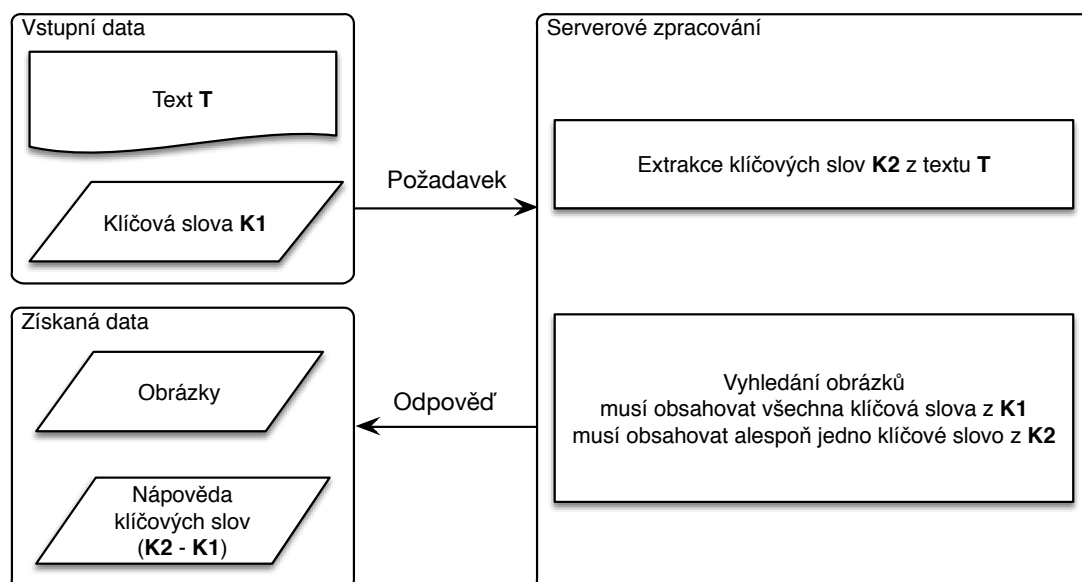 Vstupní data
Text T
Klíčová slova K1
Požadavek
Serverové zpracování
Extrakce klíčových slov K2 z textu T
Vyhledání obrázků
musí obsahovat všechna klíčová slova z K1
musí obsahovat alespoň jedno klíčové slovo z K2
Odpověď
Získaná data
Obrázky
Nápověda
klíčových slov
(K2 - K1)